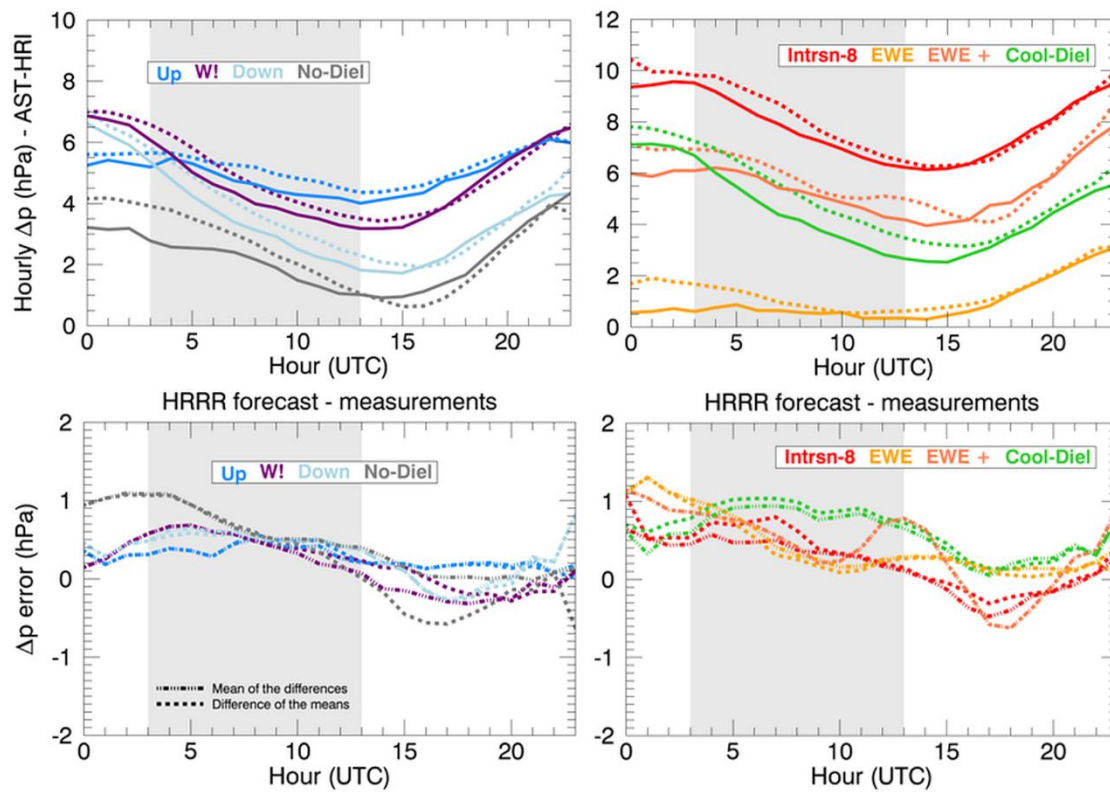 Hourly Δp (hPa) - AST-HRI
10
8
6
4
2
0
Up W! Down No-Diel
0 5 10 15 20
Hour (UTC)
12
10
8
6
4
2
0
Intrsn-8 EWE EWE + Cool-Diel
0 5 10 15 20
Hour (UTC)
HRRR forecast - measurements
Δp error (hPa)
2
1
0
-1
-2
Up W! Down No-Diel
Mean of the differences
Difference of the means
0 5 10 15 20
Hour (UTC)
HRRR forecast - measurements
2
1
0
-1
-2
Intrsn-8 EWE EWE + Cool-Diel
0 5 10 15 20
Hour (UTC)